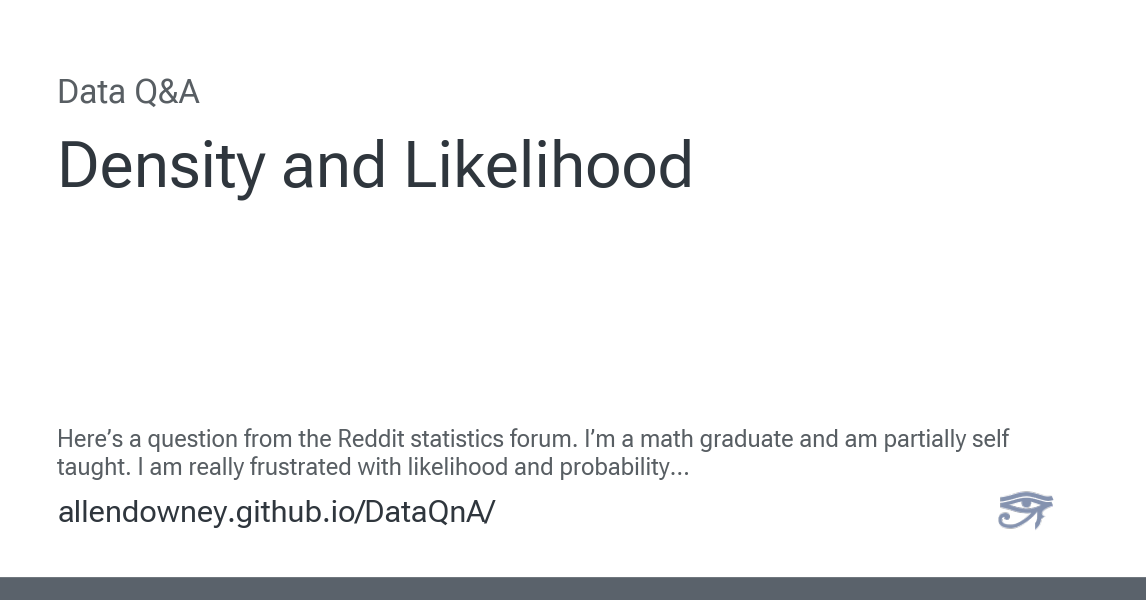 Data Q&A
Density and Likelihood
Here’s a question from the Reddit statistics forum. I’m a math graduate and am partially self
taught. I am really frustrated with likelihood and probability...
allendowney.github.io/DataQnA/